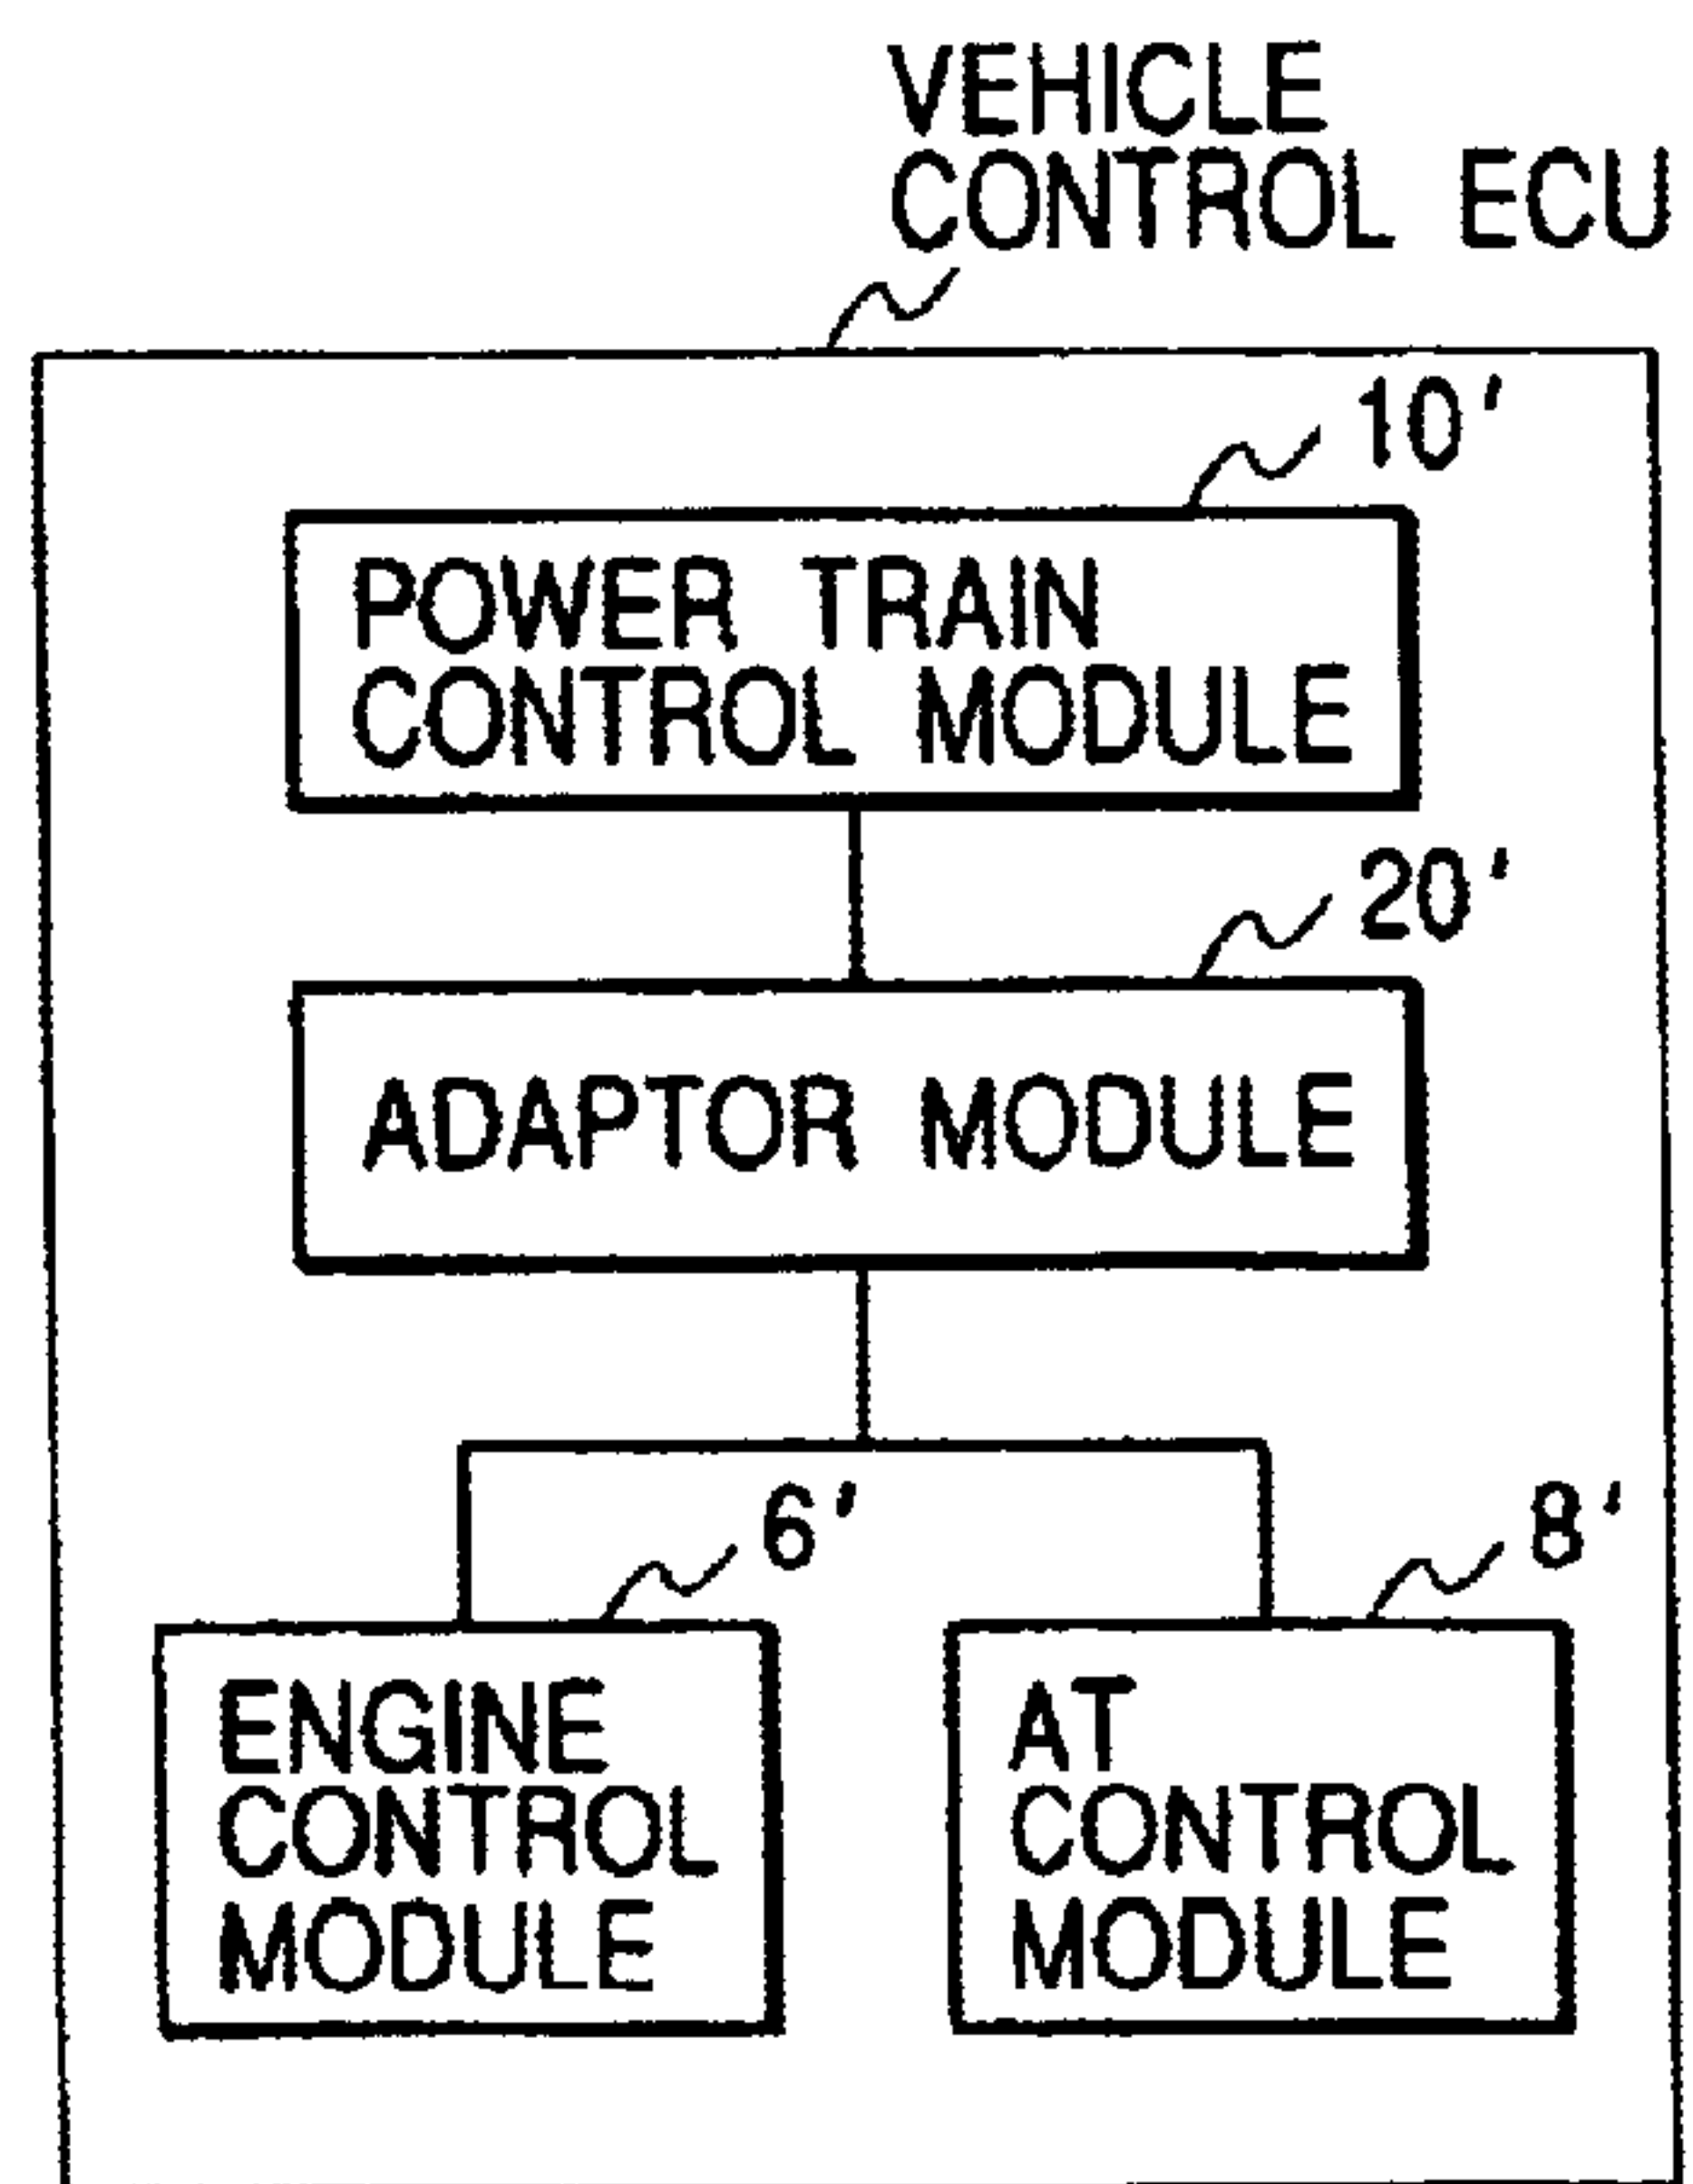 VEHICLE
CONTROL ECU
10'
POWER TRAIN
CONTROL MODULE
20'
ADAPTOR MODULE
6'
8'
ENGINE
CONTROL
MODULE
AT
CONTROL
MODULE